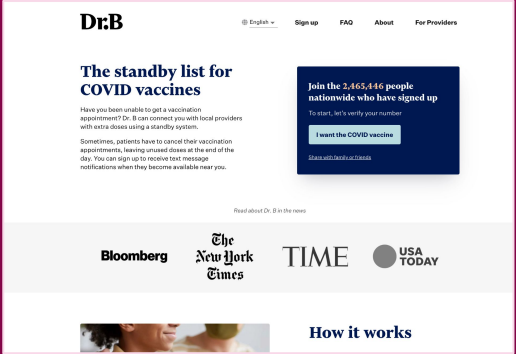 Dr.B
English
Sign up
FAQ
About
For Providers
The standby list for
COVID vaccines
Have you been unable to get a vaccination
appointment? Dr. B can connect you with local providers
with extra doses using a standby system.
Sometimes, patients have to cancel their vaccination
appointments, leaving unused doses at the end of the
day. You can sign up to receive text message
notifications when they become available near you.
Join the 2,465,446 people
nationwide who have signed up
To start, let's verify your number
I want the COVID vaccine
Share with family or friends
Read about Dr. B in the news
Bloomberg
The
New York
Times
TIME
USA
TODAY
How it works